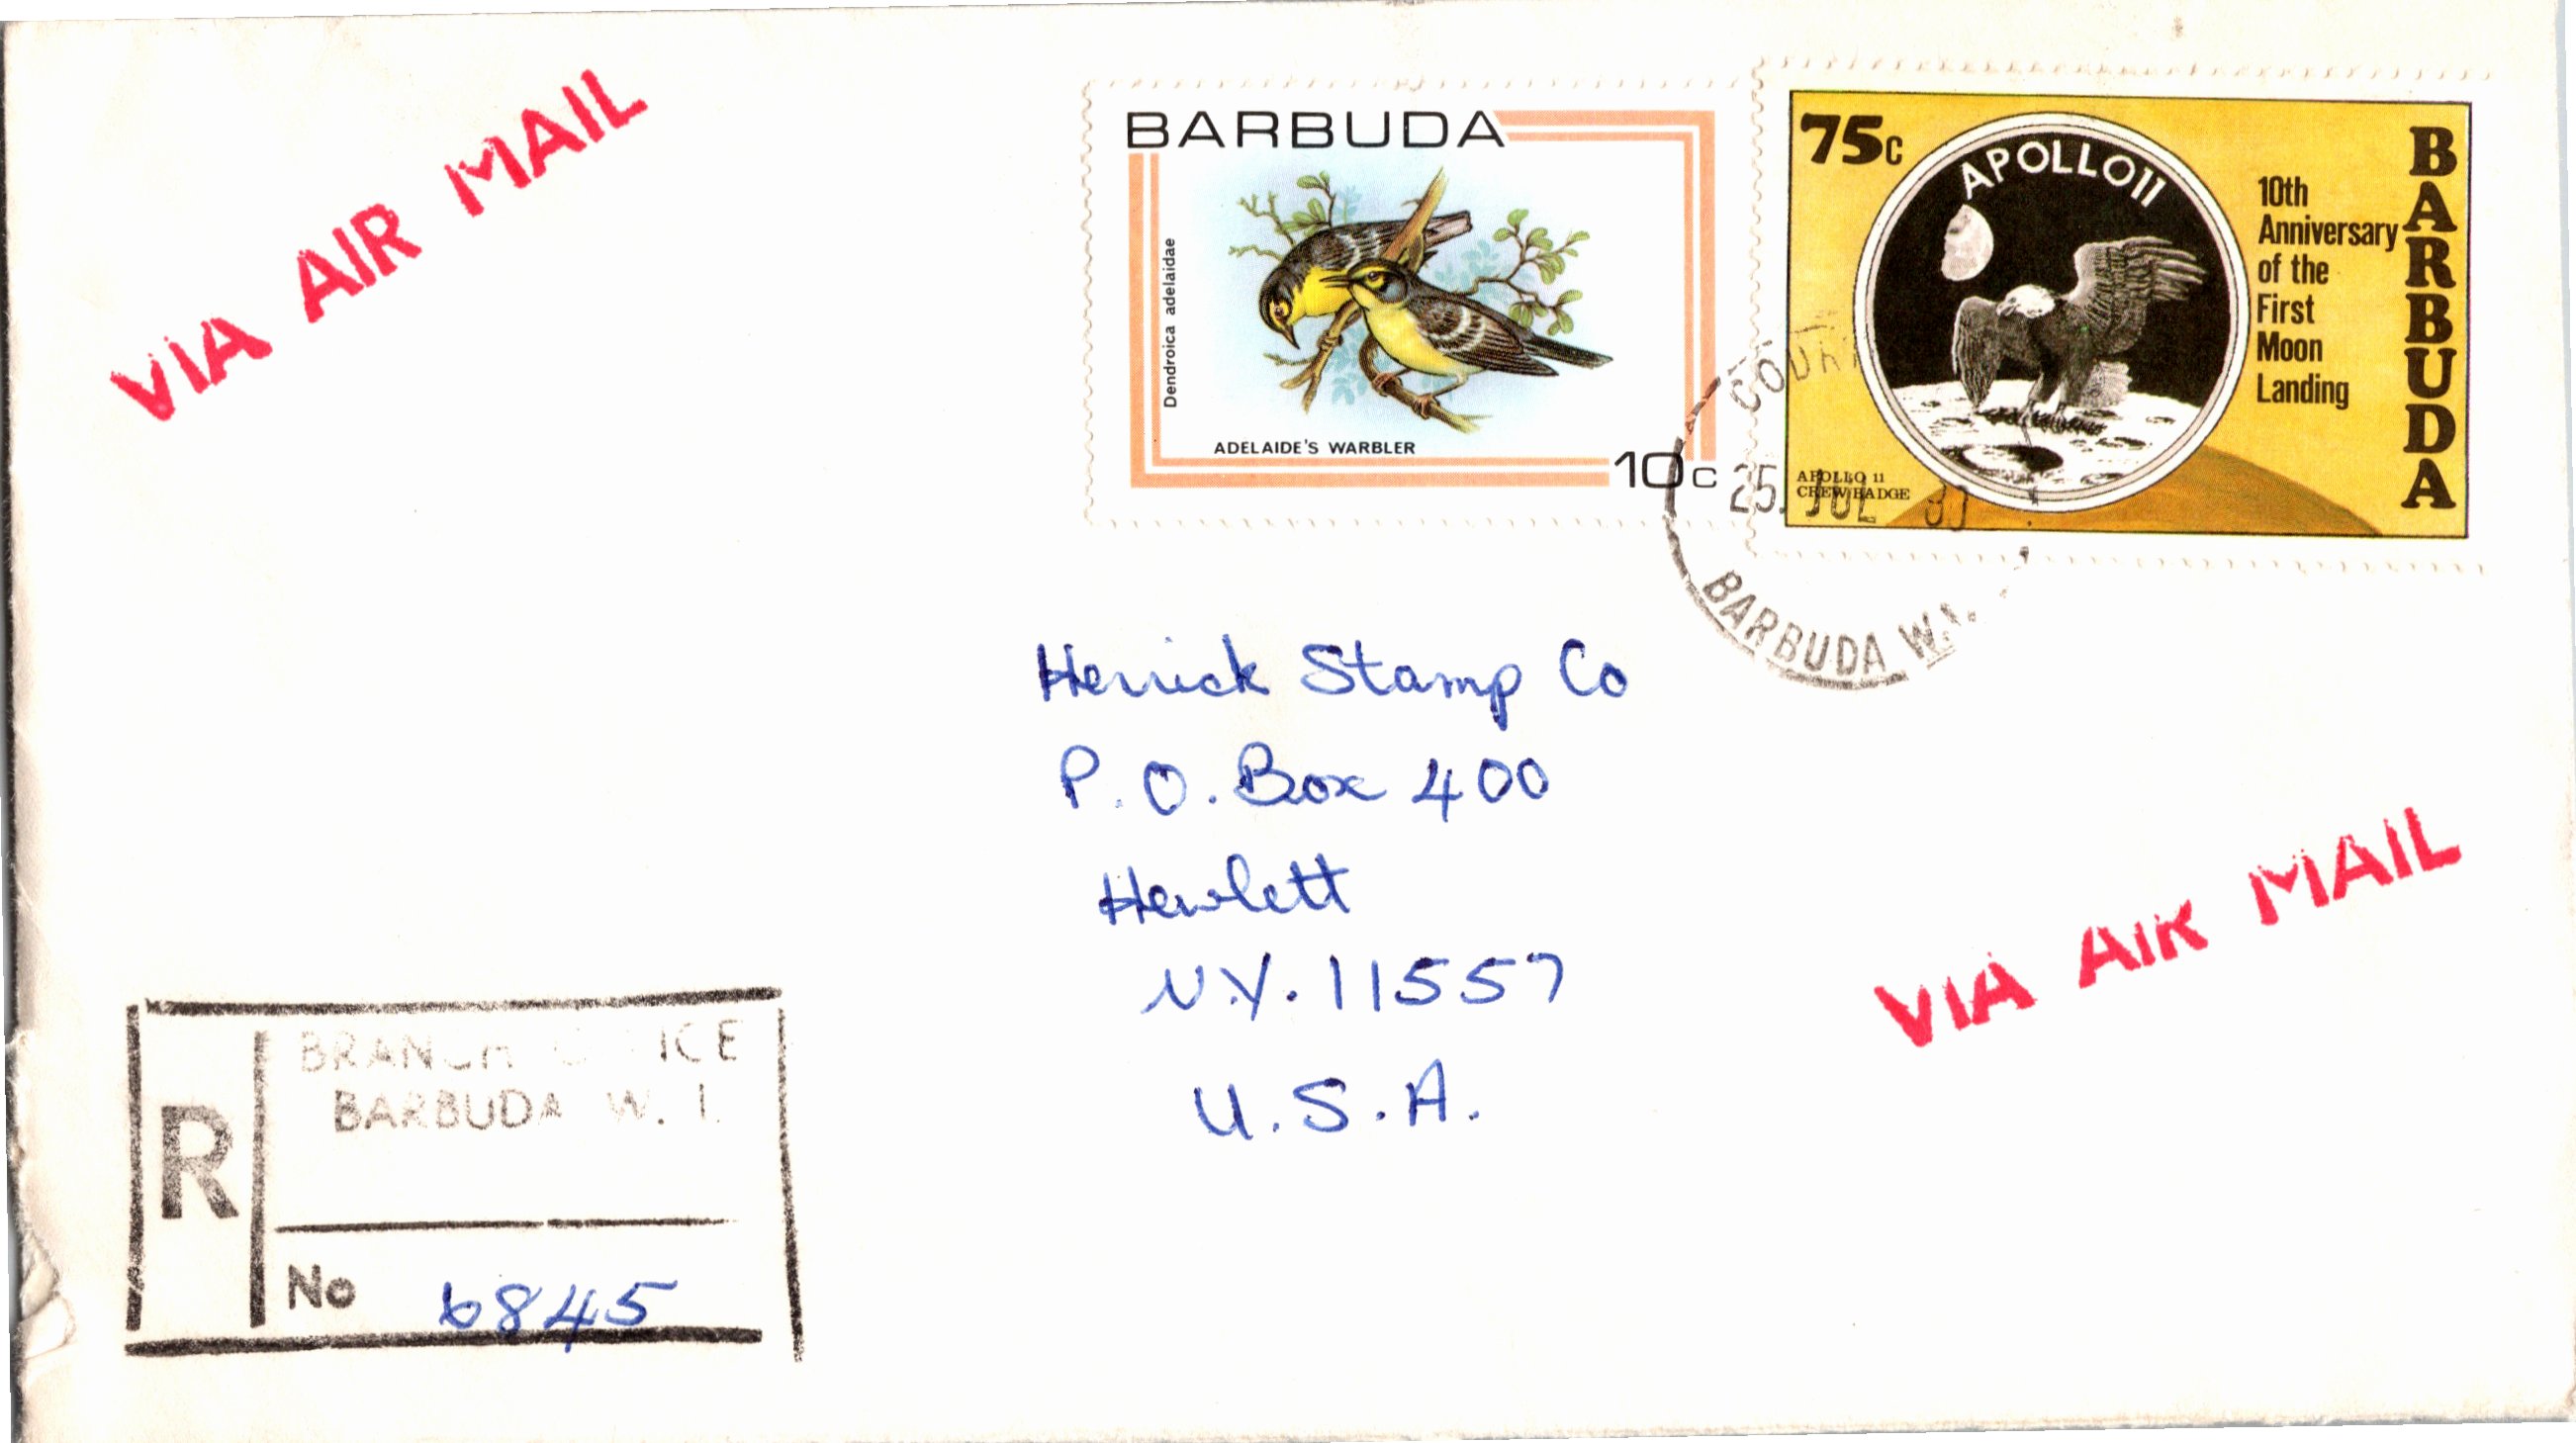 VIA AIR MAIL
BARBUDA
Dendroica adelaidae
ADELAIDE'S WARBLER
10c
75c
APOLLO 11
10th
Anniversary
of the
First
Moon
Landing
BARBUDA
APOLLO 11
CREW BADGE
25. JUL
BARBUDA W.I.
Herrick Stamp Co
P.O. Box 400
Hewlett
N.Y. 11557
U.S.A.
VIA AIR MAIL
R
BRANCH OFFICE
BARBUDA W. I.
No 6845